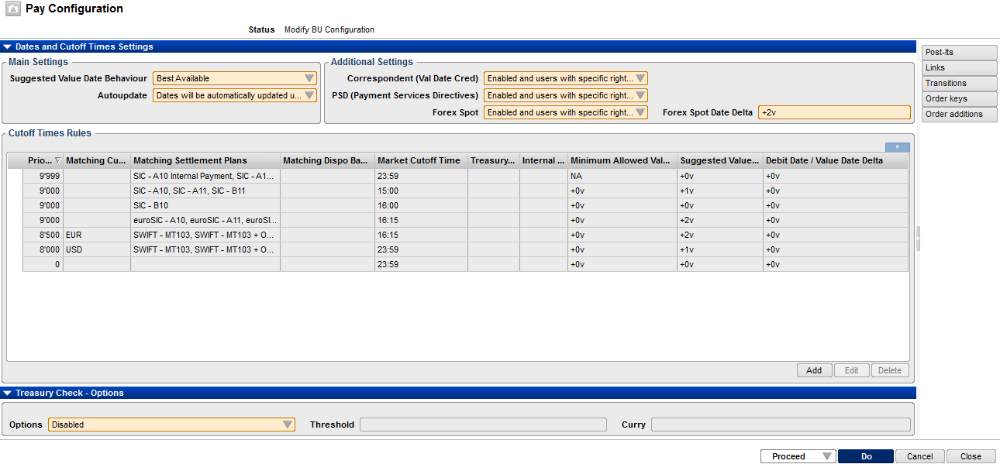 Pay Configuration
Status Modify BU Configuration
Dates and Cutoff Times Settings
Main Settings
Suggested Value Date Behaviour Best Available
Autoupdate Dates will be automatically updated u...
Additional Settings
Correspondent (Val Date Cred) Enabled and users with specific right...
PSD (Payment Services Directives) Enabled and users with specific right...
Forex Spot Enabled and users with specific right... Forex Spot Date Delta +2v
Post-Its
Links
Transitions
Order keys
Order additions
Cutoff Times Rules
*
Prio... Matching Cu... Matching Settlement Plans Matching Dispo Ba... Market Cutoff Time Treasury... Internal ... Minimum Allowed Val... Suggested Value... Debit Date / Value Date Delta
9'999 SIC - A10 Internal Payment, SIC - A1... 23:59 NA +0v +0v
9'000 SIC - A10, SIC - A11, SIC - B11 15:00 +0v +1v +0v
9'000 SIC - B10 16:00 +0v +0v +0v
9'000 euroSIC - A10, euroSIC - A11, euroSI... 16:15 +0v +2v +0v
8'500 EUR SWIFT - MT103, SWIFT - MT103 + O... 16:15 +0v +2v +0v
8'000 USD SWIFT - MT103, SWIFT - MT103 + O... 23:59 +0v +1v +0v
0 23:59 +0v +0v +0v
Add Edit Delete
Treasury Check - Options
Options Disabled Threshold Curry
Proceed Do Cancel Close